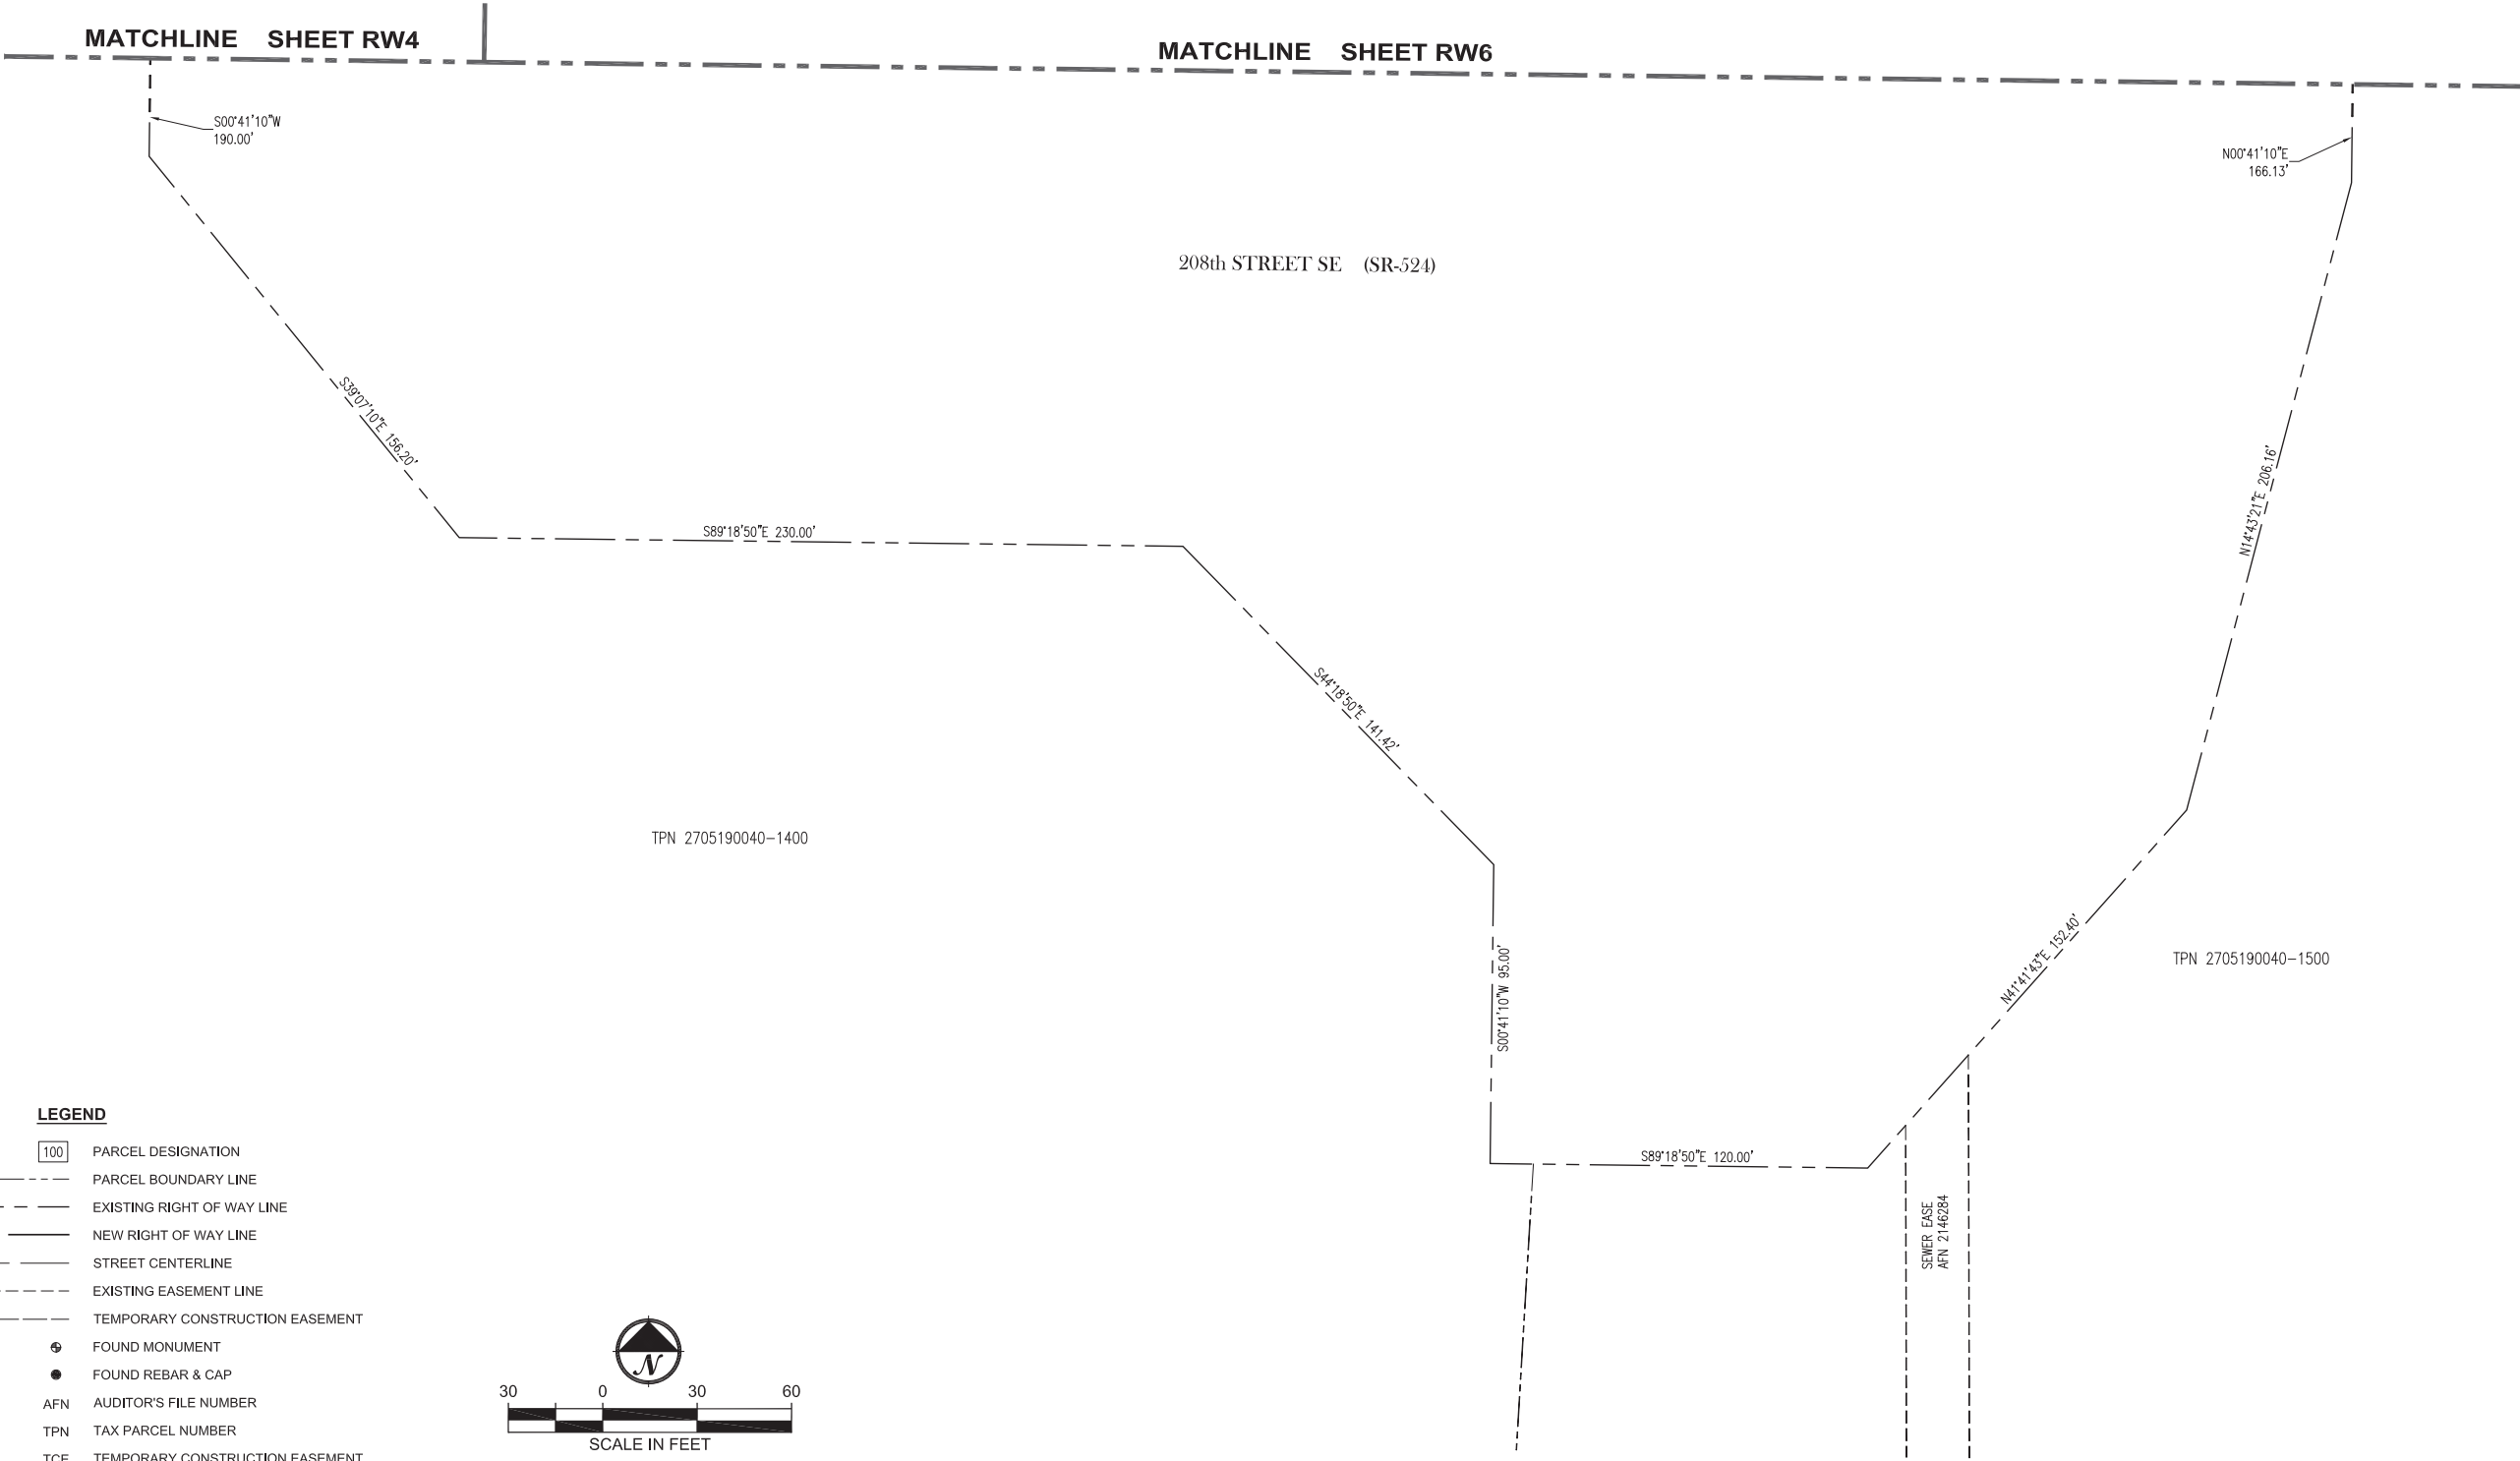 MATCHLINE SHEET RW4
MATCHLINE SHEET RW6
S00°41'10"W
190.00'
N00°41'10"E
166.13'
208th STREET SE (SR-524)
S39°07'10"E 156.20'
S89°18'50"E 230.00'
N14°43'21"E 206.16'
S44°18'50"E 141.42'
TPN 2705190040-1400
S00°41'10"W 95.00'
N41°41'43"E 152.40'
TPN 2705190040-1500
S89°18'50"E 120.00'
SEWER EASE
AFN 2146284
LEGEND
100 PARCEL DESIGNATION
PARCEL BOUNDARY LINE
EXISTING RIGHT OF WAY LINE
NEW RIGHT OF WAY LINE
STREET CENTERLINE
EXISTING EASEMENT LINE
TEMPORARY CONSTRUCTION EASEMENT
FOUND MONUMENT
FOUND REBAR & CAP
AFN AUDITOR'S FILE NUMBER
TPN TAX PARCEL NUMBER
TCE TEMPORARY CONSTRUCTION EASEMENT
N
30 0 30 60
SCALE IN FEET